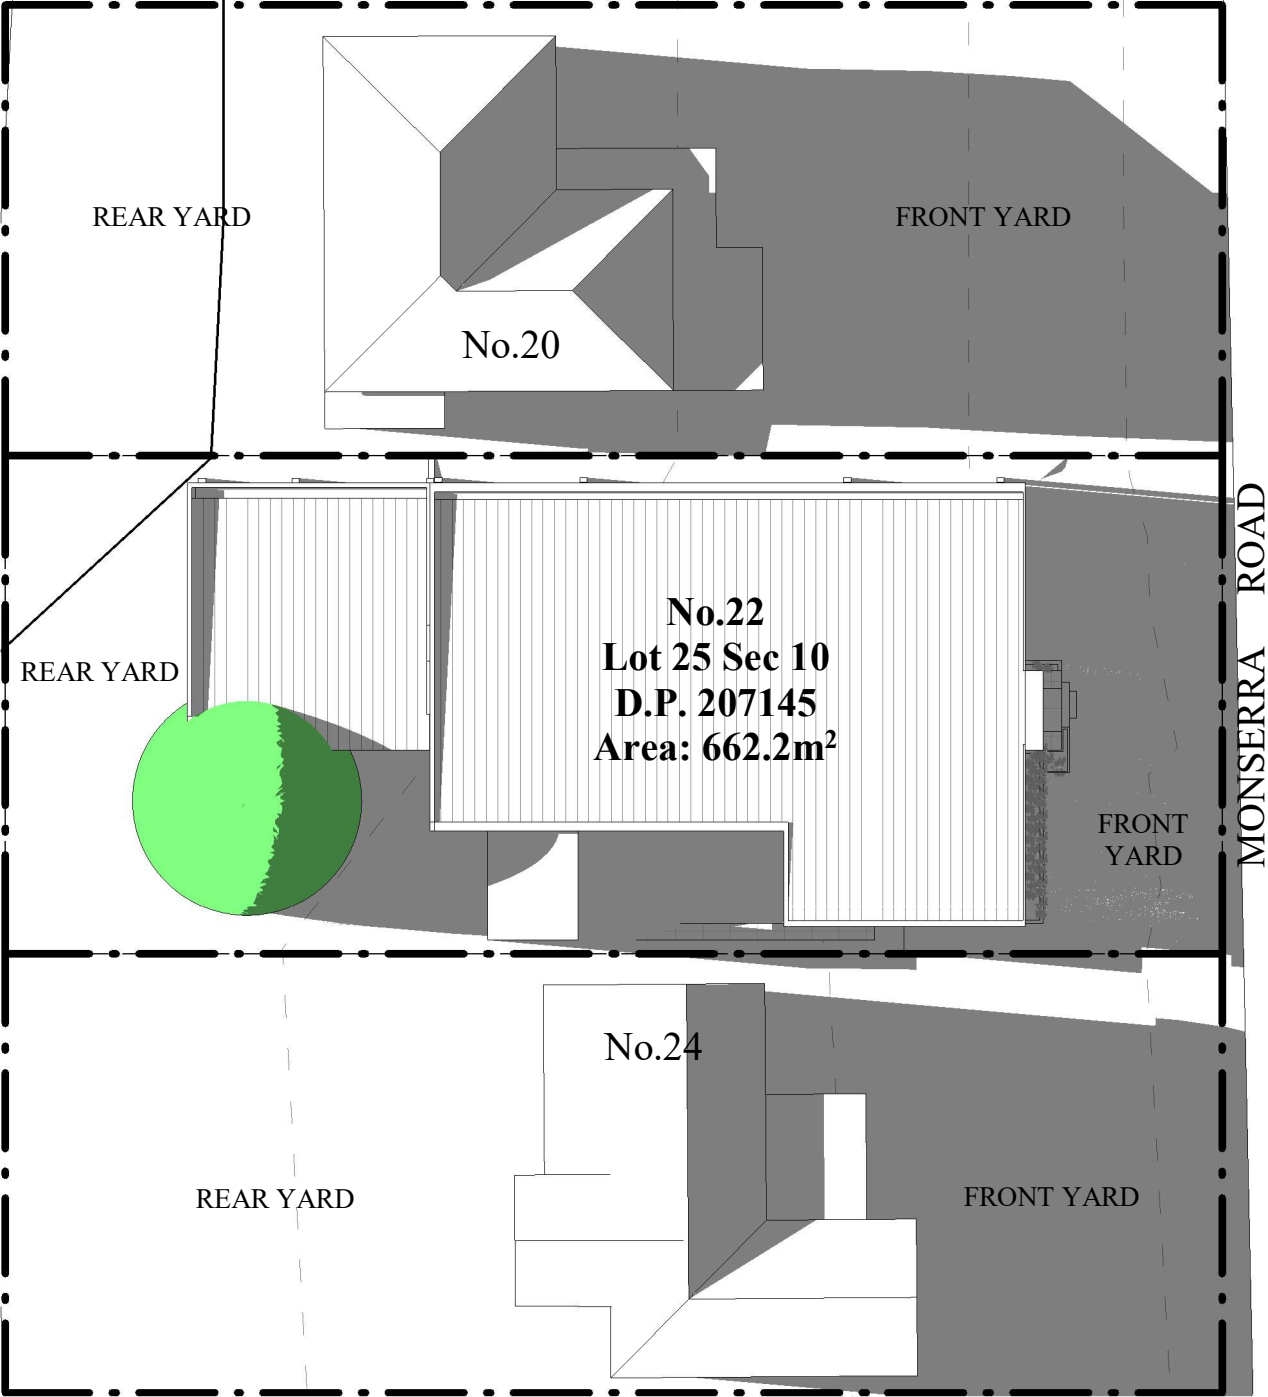 REAR YARD
FRONT YARD
No.20
No.22
Lot 25 Sec 10
D.P. 207145
Area: 662.2m²
REAR YARD
FRONT
YARD
MONSERRA ROAD
No.24
REAR YARD
FRONT YARD